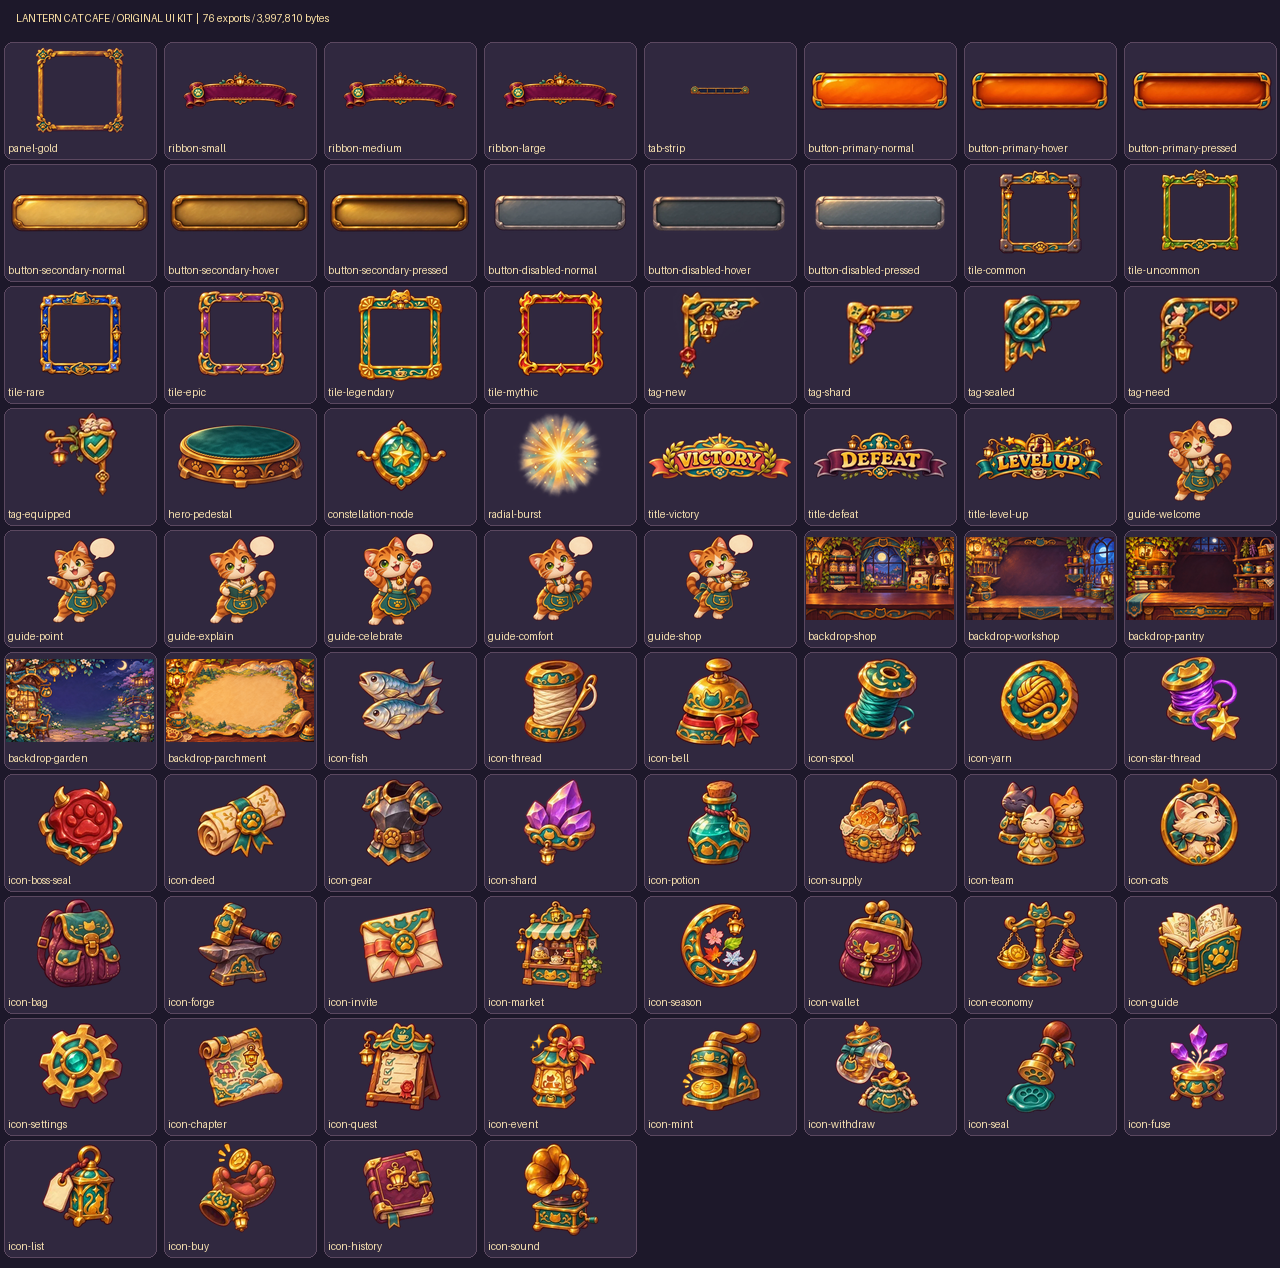 LANTERN CAT CAFE / ORIGINAL UI KIT | 76 exports / 3,997,810 bytes
panel-gold
ribbon-small
ribbon-medium
ribbon-large
tab-strip
button-primary-normal
button-primary-hover
button-primary-pressed
button-secondary-normal
button-secondary-hover
button-secondary-pressed
button-disabled-normal
button-disabled-hover
button-disabled-pressed
tile-common
tile-uncommon
tile-rare
tile-epic
tile-legendary
tile-mythic
tag-new
tag-shard
tag-sealed
tag-need
VICTORY
DEFEAT
LEVEL UP
tag-equipped
hero-pedestal
constellation-node
radial-burst
title-victory
title-defeat
title-level-up
guide-welcome
guide-point
guide-explain
guide-celebrate
guide-comfort
guide-shop
backdrop-shop
backdrop-workshop
backdrop-pantry
backdrop-garden
backdrop-parchment
icon-fish
icon-thread
icon-bell
icon-spool
icon-yarn
icon-star-thread
icon-boss-seal
icon-deed
icon-gear
icon-shard
icon-potion
icon-supply
icon-team
icon-cats
icon-bag
icon-forge
icon-invite
icon-market
icon-season
icon-wallet
icon-economy
icon-guide
icon-settings
icon-chapter
icon-quest
icon-event
icon-mint
icon-withdraw
icon-seal
icon-fuse
icon-list
icon-buy
icon-history
icon-sound